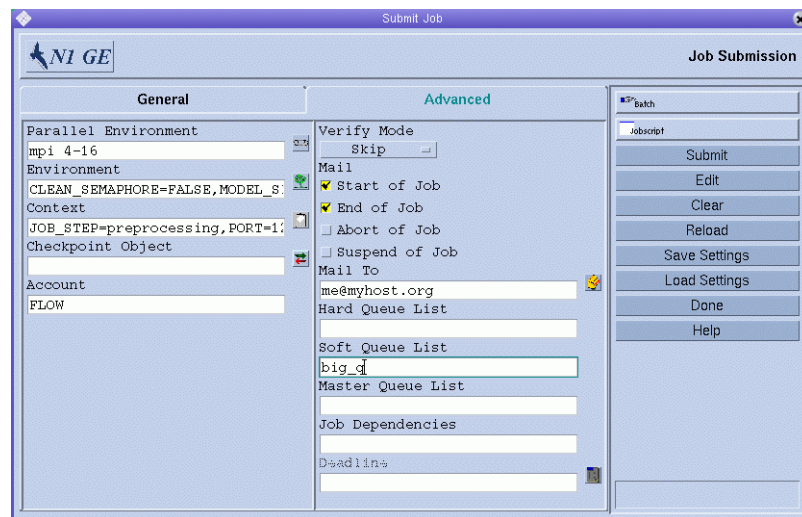 Submit Job
N1 GE
Job Submission
General
Advanced
Parallel Environment
mpi 4-16
Environment
CLEAN_SEMAPHORE=FALSE,MODEL_S
Context
JOB_STEP=preprocessing,PORT=12
Checkpoint Object
Account
FLOW
Verify Mode
Skip
Mail
Start of Job
End of Job
Abort of Job
Suspend of Job
Mail To
me@myhost.org
Hard Queue List
Soft Queue List
big_q
Master Queue List
Job Dependencies
Deadline
Batch
Jobscript
Submit
Edit
Clear
Reload
Save Settings
Load Settings
Done
Help